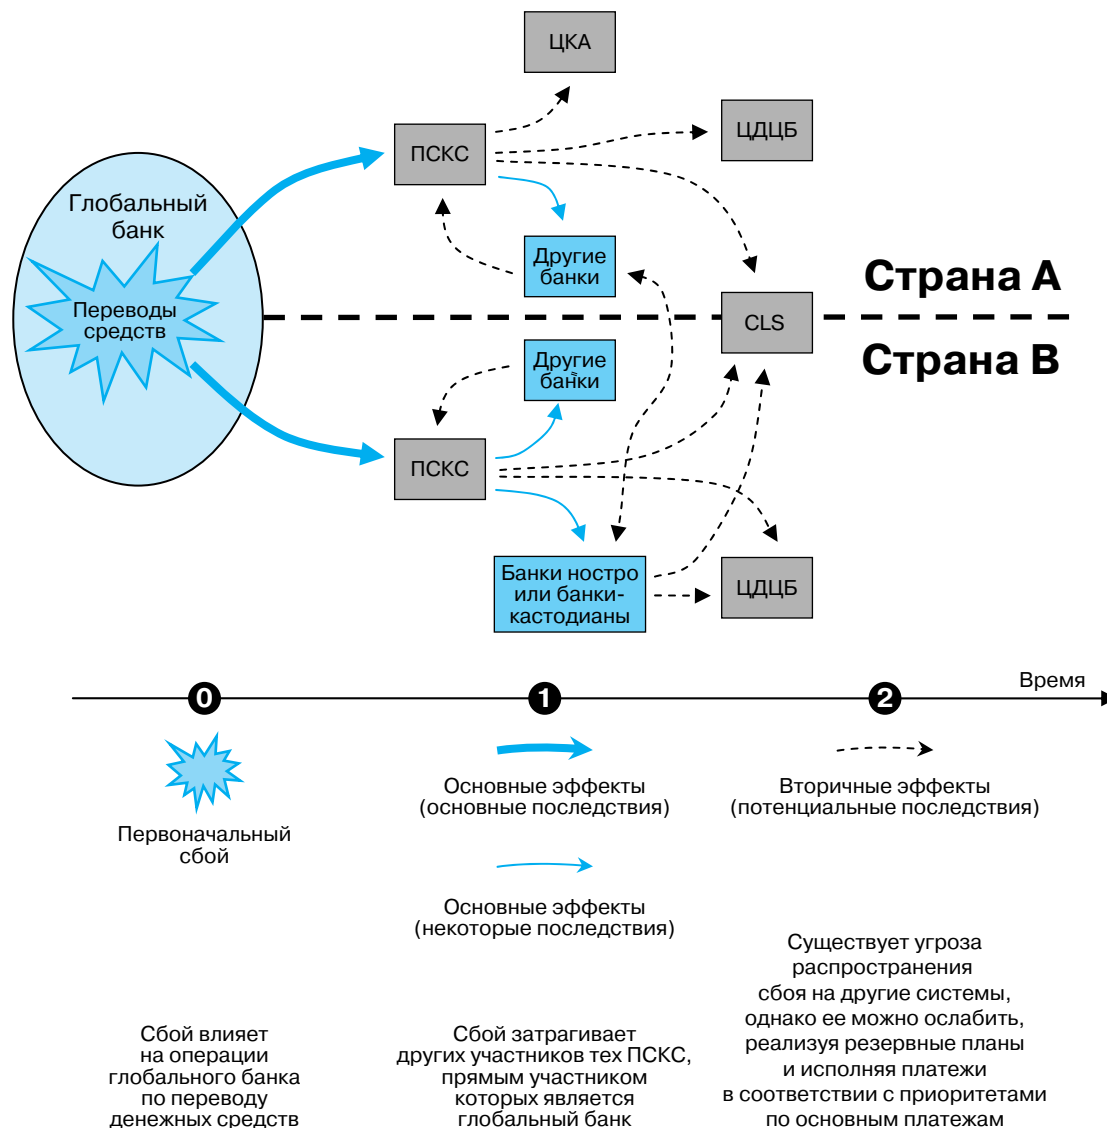 ЦКА
ПСКС
ЦДЦБ
Глобальный
банк
Переводы
средств
Другие
банки
Страна А
CLS
Страна В
Другие
банки
ПСКС
Банки ностро
или банки-
кастодианы
ЦДЦБ
Время
0
1
2
Первоначальный
сбой
Основные эффекты
(основные последствия)
Вторичные эффекты
(потенциальные последствия)
Основные эффекты
(некоторые последствия)
Сбой влияет
на операции
глобального банка
по переводу
денежных средств
Сбой затрагивает
других участников тех ПСКС,
прямым участником
которых является
глобальный банк
Существует угроза
распространения
сбоя на другие системы,
однако ее можно ослабить,
реализуя резервные планы
и исполняя платежи
в соответствии с приоритетами
по основным платежам